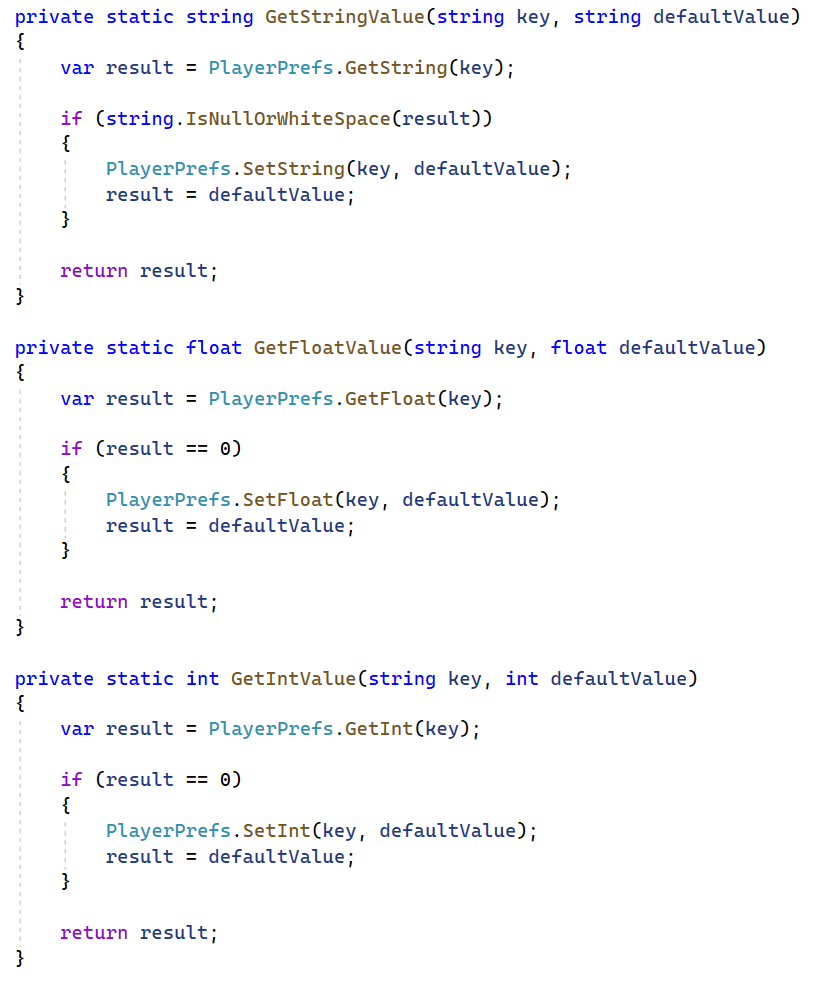 private static string GetStringValue(string key, string defaultValue)
{
    var result = PlayerPrefs.GetString(key);

    if (string.IsNullOrWhiteSpace(result))
    {
        PlayerPrefs.SetString(key, defaultValue);
        result = defaultValue;
    }

    return result;
}

private static float GetFloatValue(string key, float defaultValue)
{
    var result = PlayerPrefs.GetFloat(key);

    if (result == 0)
    {
        PlayerPrefs.SetFloat(key, defaultValue);
        result = defaultValue;
    }

    return result;
}

private static int GetIntValue(string key, int defaultValue)
{
    var result = PlayerPrefs.GetInt(key);

    if (result == 0)
    {
        PlayerPrefs.SetInt(key, defaultValue);
        result = defaultValue;
    }

    return result;
}